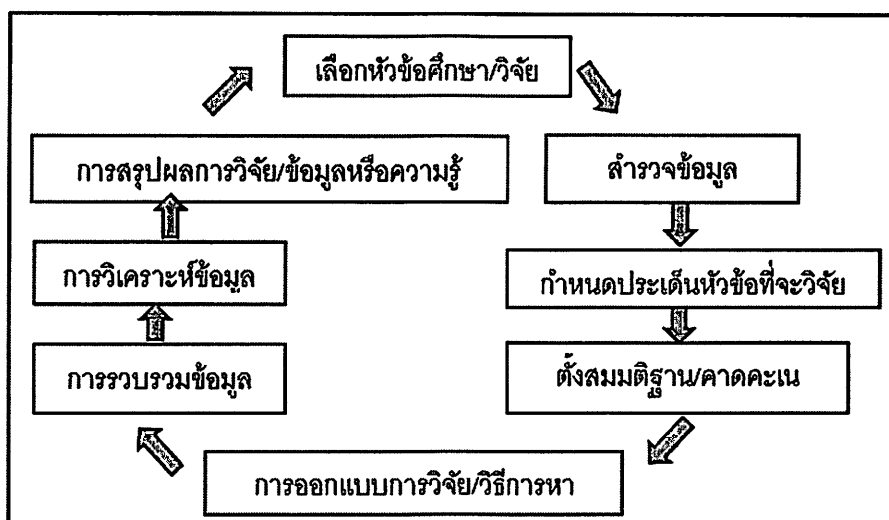 เลือกหัวข้อศึกษา/วิจัย
การสรุปผลการวิจัย/ข้อมูลหรือความรู้
สำรวจข้อมูล
การวิเคราะห์ข้อมูล
กำหนดประเด็นหัวข้อที่จะวิจัย
การรวบรวมข้อมูล
ตั้งสมมติฐาน/คาดคะเน
การออกแบบการวิจัย/วิธีการหา